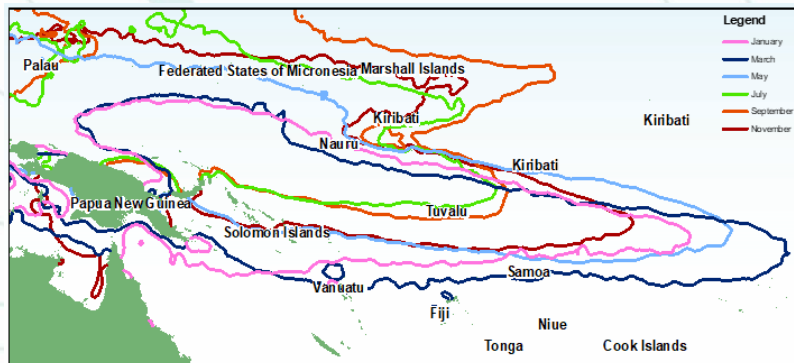 Legend
January
March
May
July
September
November
Palau
Federated States of Micronesia
Marshall Islands
Kiribati
Kiribati
Nauru
Kiribati
Papua New Guinea
Tuvalu
Solomon Islands
Samoa
Vanuatu
Fiji
Niue
Tonga
Cook Islands